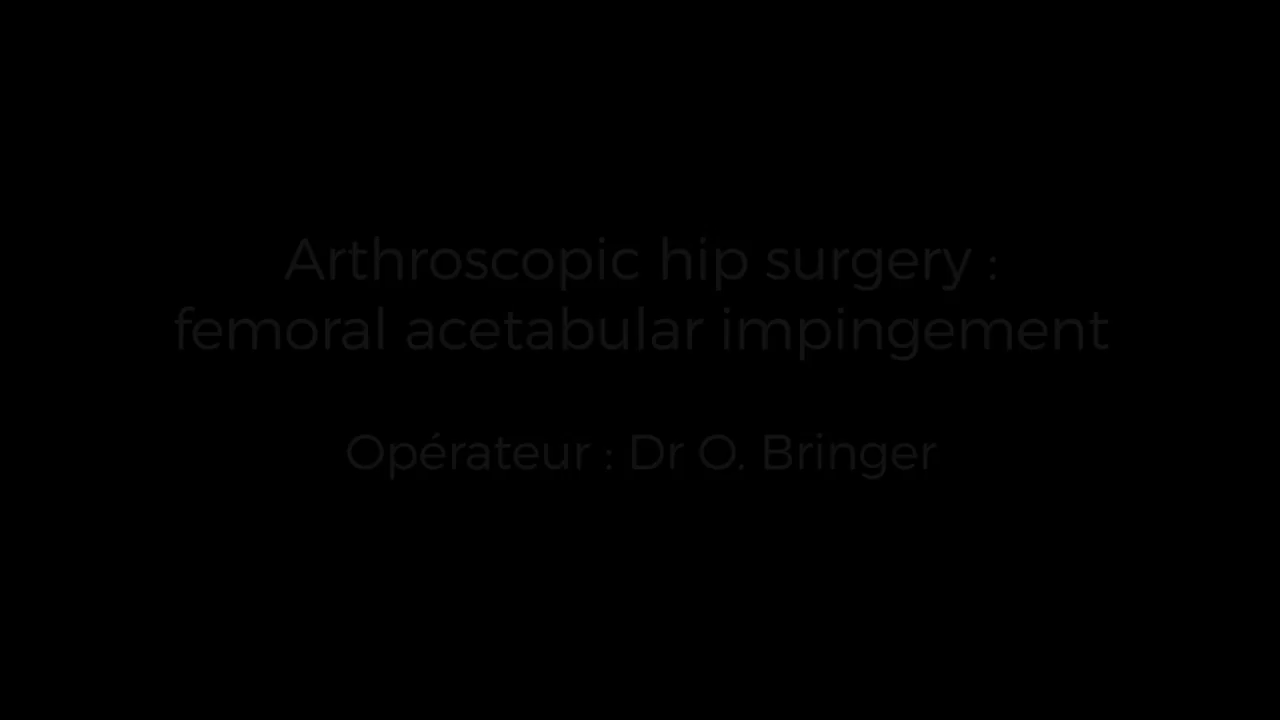 Arthroscopic hip surgery :
femoral acetabular impingement
Opérateur : Dr O. Bringer